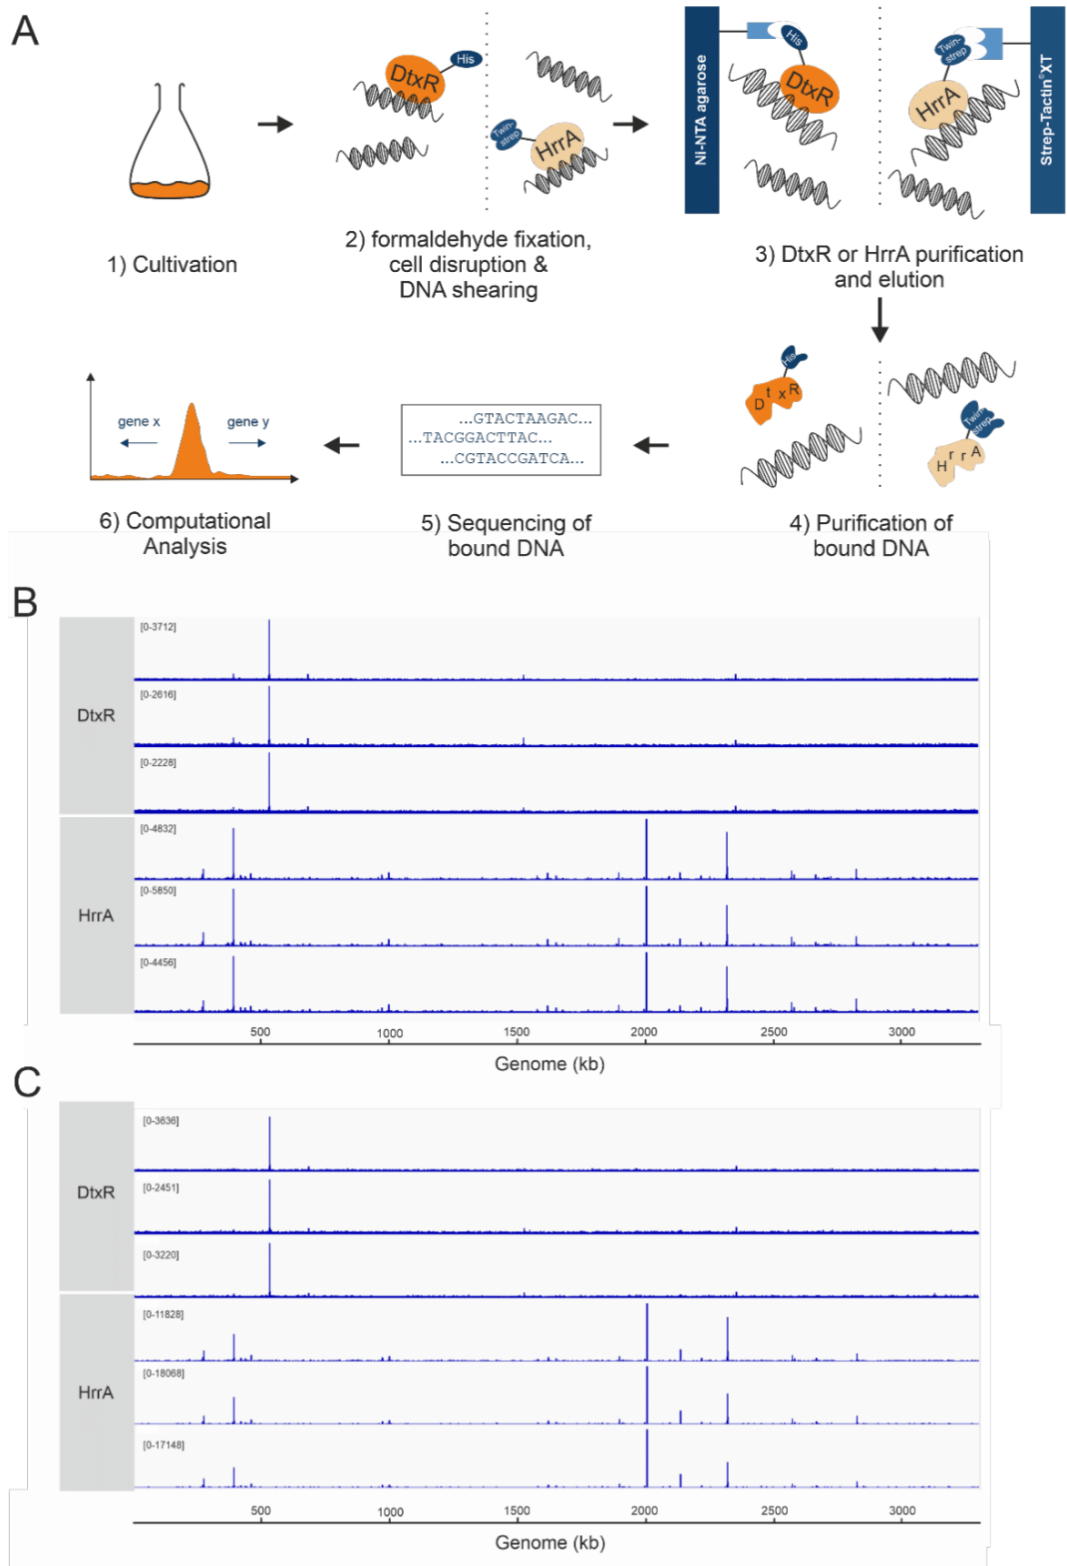 A
DtxR
His
Twin-
strep
HrrA
Ni-NTA agarose
His
DtxR
Twin-
strep
HrrA
Strep-Tactin®XT
1) Cultivation
2) formaldehyde fixation,
cell disruption &
DNA shearing
3) DtxR or HrrA purification
and elution
gene x
gene y
...GTACTAAGAC...
...TACGGACTTAC...
...CGTACCGATCA...
His
D t x R
Twin-
strep
H r r A
6) Computational
Analysis
5) Sequencing of
bound DNA
4) Purification of
bound DNA
B
DtxR
[0-3712]
[0-2616]
[0-2228]
HrrA
[0-4832]
[0-5850]
[0-4456]
500 1000 1500 2000 2500 3000
Genome (kb)
C
DtxR
[0-3636]
[0-2451]
[0-3220]
HrrA
[0-11828]
[0-18068]
[0-17148]
500 1000 1500 2000 2500 3000
Genome (kb)